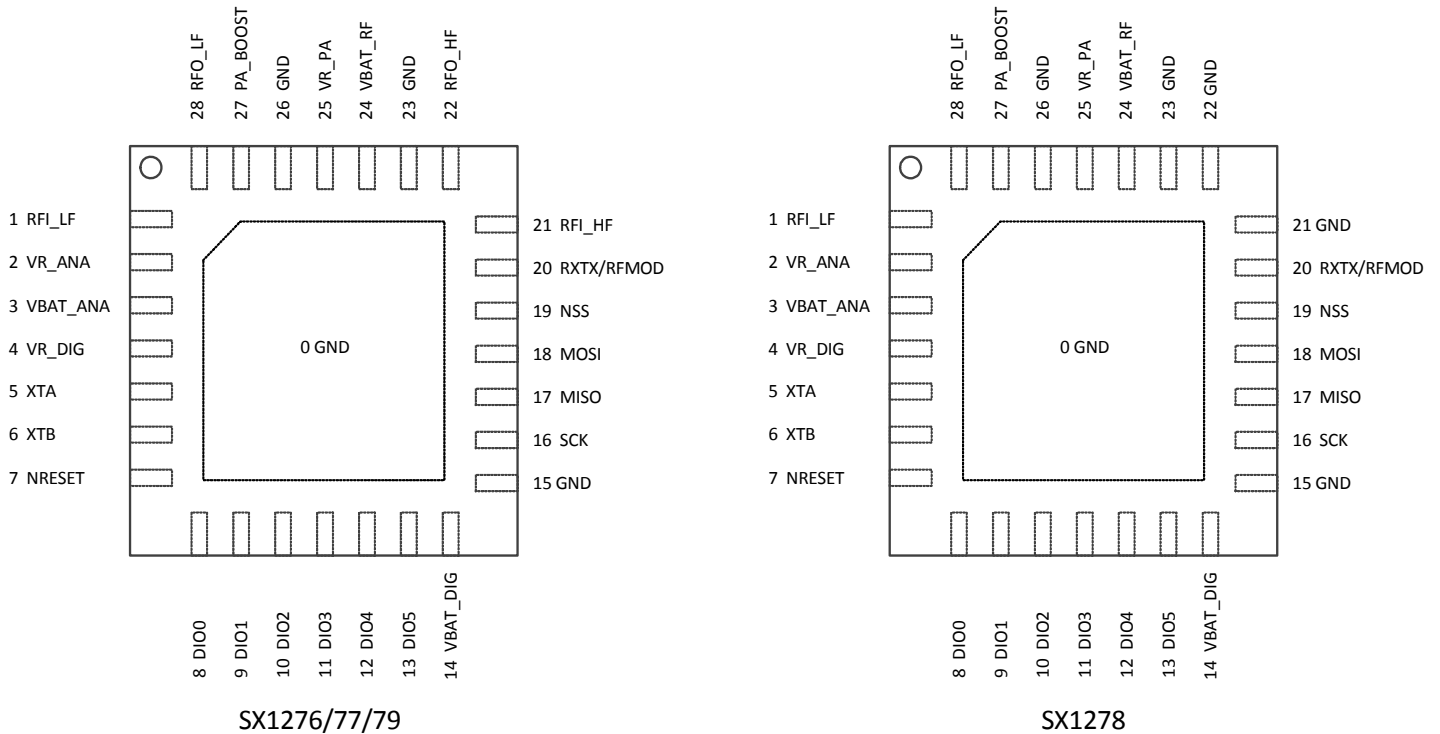 28 RFO_LF
27 PA_BOOST
26 GND
25 VR_PA
24 VBAT_RF
23 GND
22 RFO_HF
1 RFI_LF
2 VR_ANA
3 VBAT_ANA
4 VR_DIG
5 XTA
6 XTB
7 NRESET
0 GND
21 RFI_HF
20 RXTX/RFMOD
19 NSS
18 MOSI
17 MISO
16 SCK
15 GND
8 DIO0
9 DIO1
10 DIO2
11 DIO3
12 DIO4
13 DIO5
14 VBAT_DIG
SX1276/77/79
28 RFO_LF
27 PA_BOOST
26 GND
25 VR_PA
24 VBAT_RF
23 GND
22 GND
1 RFI_LF
2 VR_ANA
3 VBAT_ANA
4 VR_DIG
5 XTA
6 XTB
7 NRESET
0 GND
21 GND
20 RXTX/RFMOD
19 NSS
18 MOSI
17 MISO
16 SCK
15 GND
8 DIO0
9 DIO1
10 DIO2
11 DIO3
12 DIO4
13 DIO5
14 VBAT_DIG
SX1278